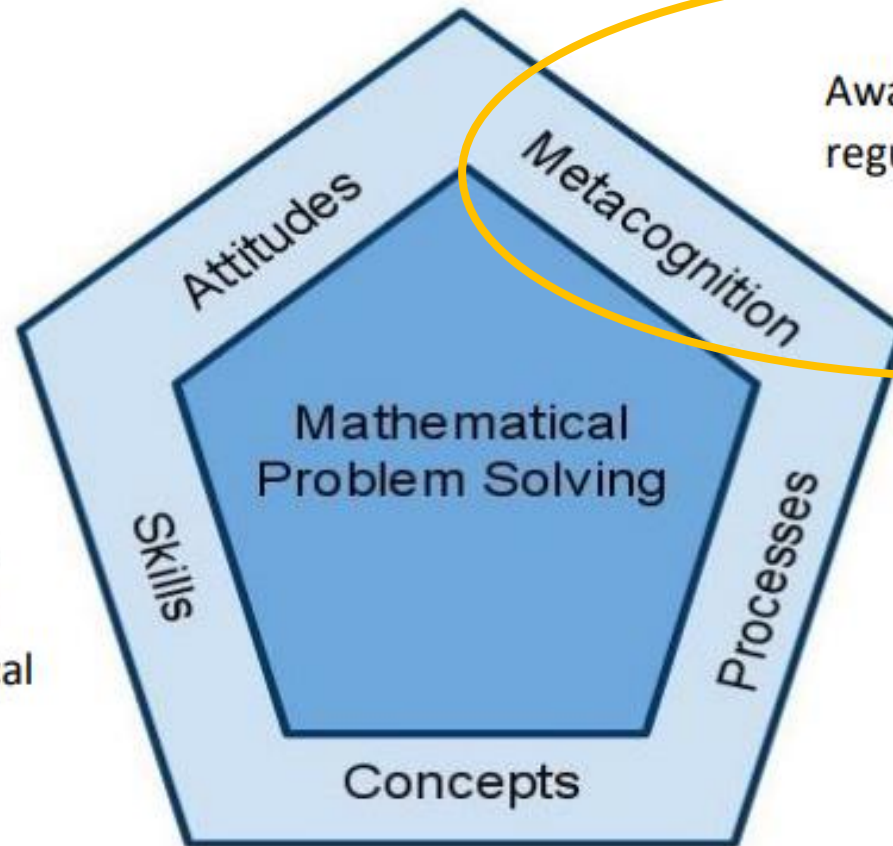 Attitudes
Metacognition
Mathematical
Problem Solving
Skills
Processes
Concepts